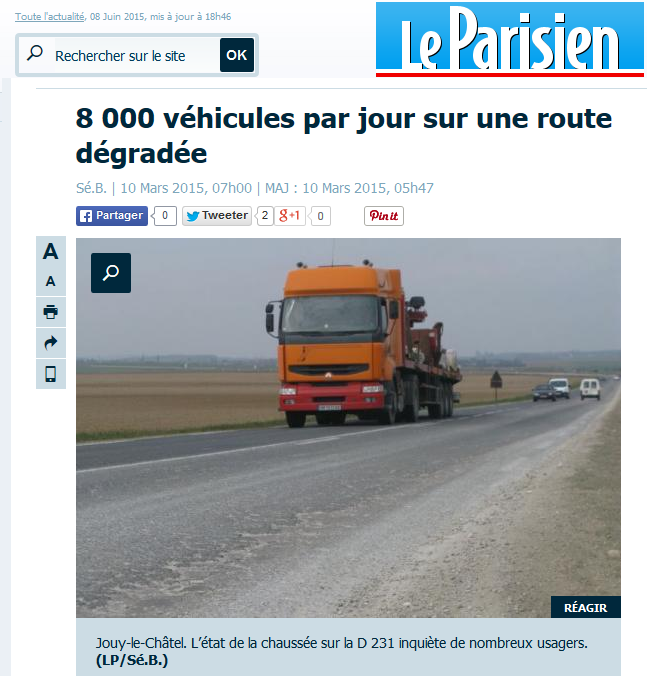 Toute l'actualité, 08 Juin 2015, mis à jour à 18h46
Le Parisien
Rechercher sur le site OK
8 000 véhicules par jour sur une route
dégradée
Sé.B. | 10 Mars 2015, 07h00 | MAJ : 10 Mars 2015, 05h47
Partager 0 Tweeter 2 g+1 0 Pin it
A
A
RÉAGIR
Jouy-le-Châtel. L'état de la chaussée sur la D 231 inquiète de nombreux usagers.
(LP/Sé.B.)